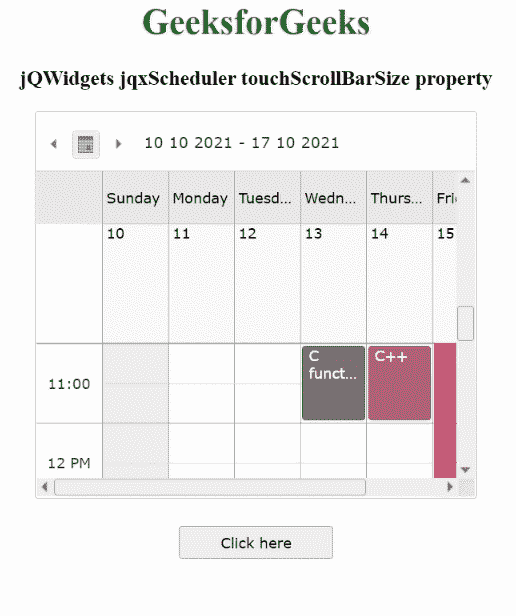 GeeksforGeeks
jQWidgets jqxScheduler touchScrollBarSize property
10 10 2021 - 17 10 2021
Sunday Monday Tuesd... Wedn... Thurs... Fri
10 11 12 13 14 15
C funct... C++
11:00
12 PM
Click here